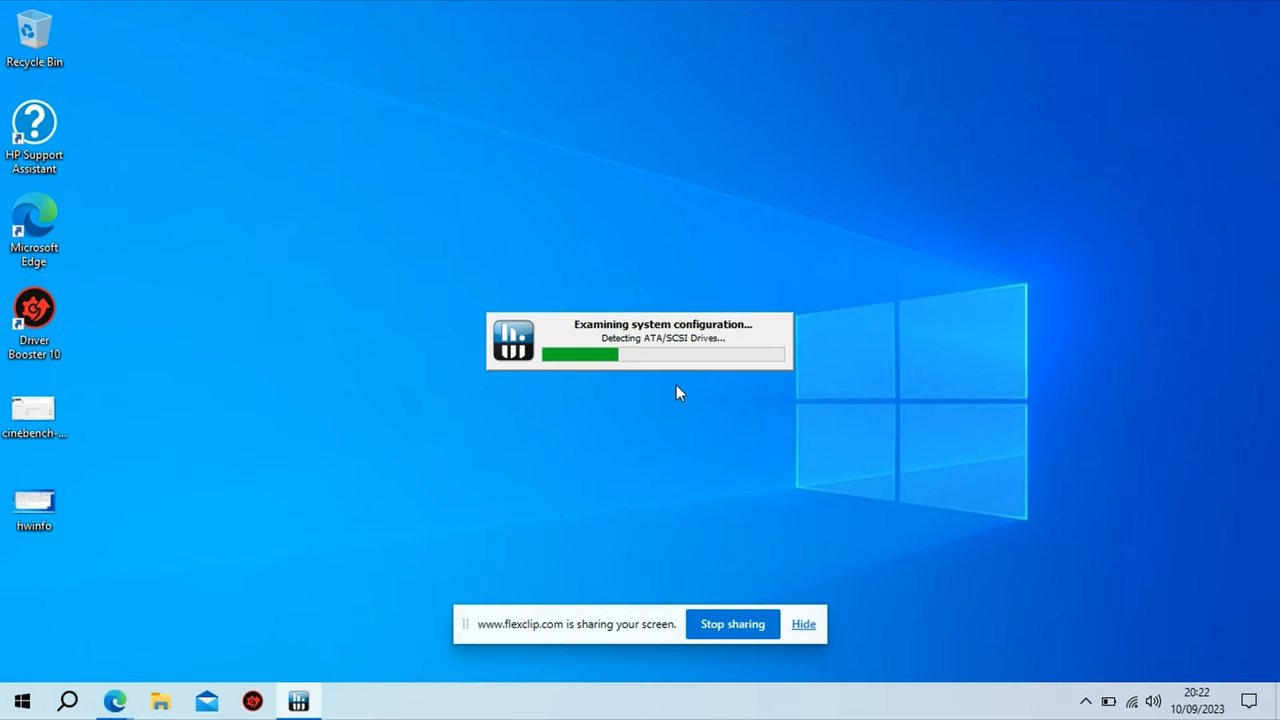 Recycle Bin
HP Support
Assistant
Microsoft
Edge
Driver
Booster 10
cinebench-...
hwinfo
Examining system configuration...
Detecting ATA/SCSI Drives...
www.flexclip.com is sharing your screen.
Stop sharing
Hide
20:22
10/09/2023